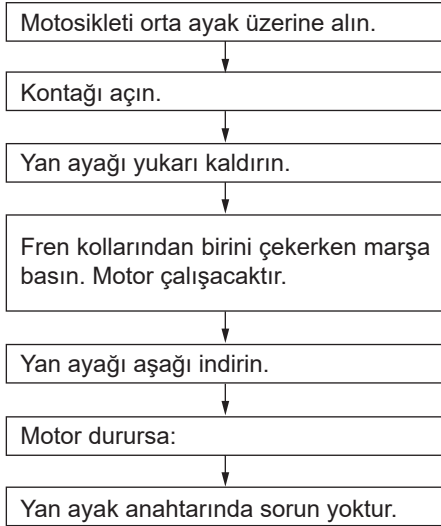 Motosikleti orta ayak üzerine alın.
Kontağı açın.
Yan ayağı yukarı kaldırın.
Fren kollarından birini çekerken marşa
basın. Motor çalışacaktır.
Yan ayağı aşağı indirin.
Motor durursa:
Yan ayak anahtarında sorun yoktur.